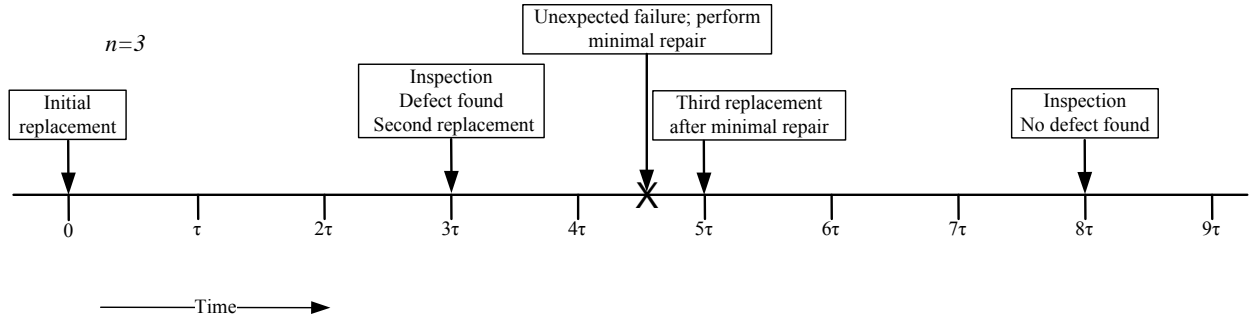 Unexpected failure; perform
minimal repair
n=3
Inspection
Defect found
Second replacement
Initial
replacement
Third replacement
after minimal repair
Inspection
No defect found
X
0 τ 2τ 3τ 4τ 5τ 6τ 7τ 8τ 9τ
Time